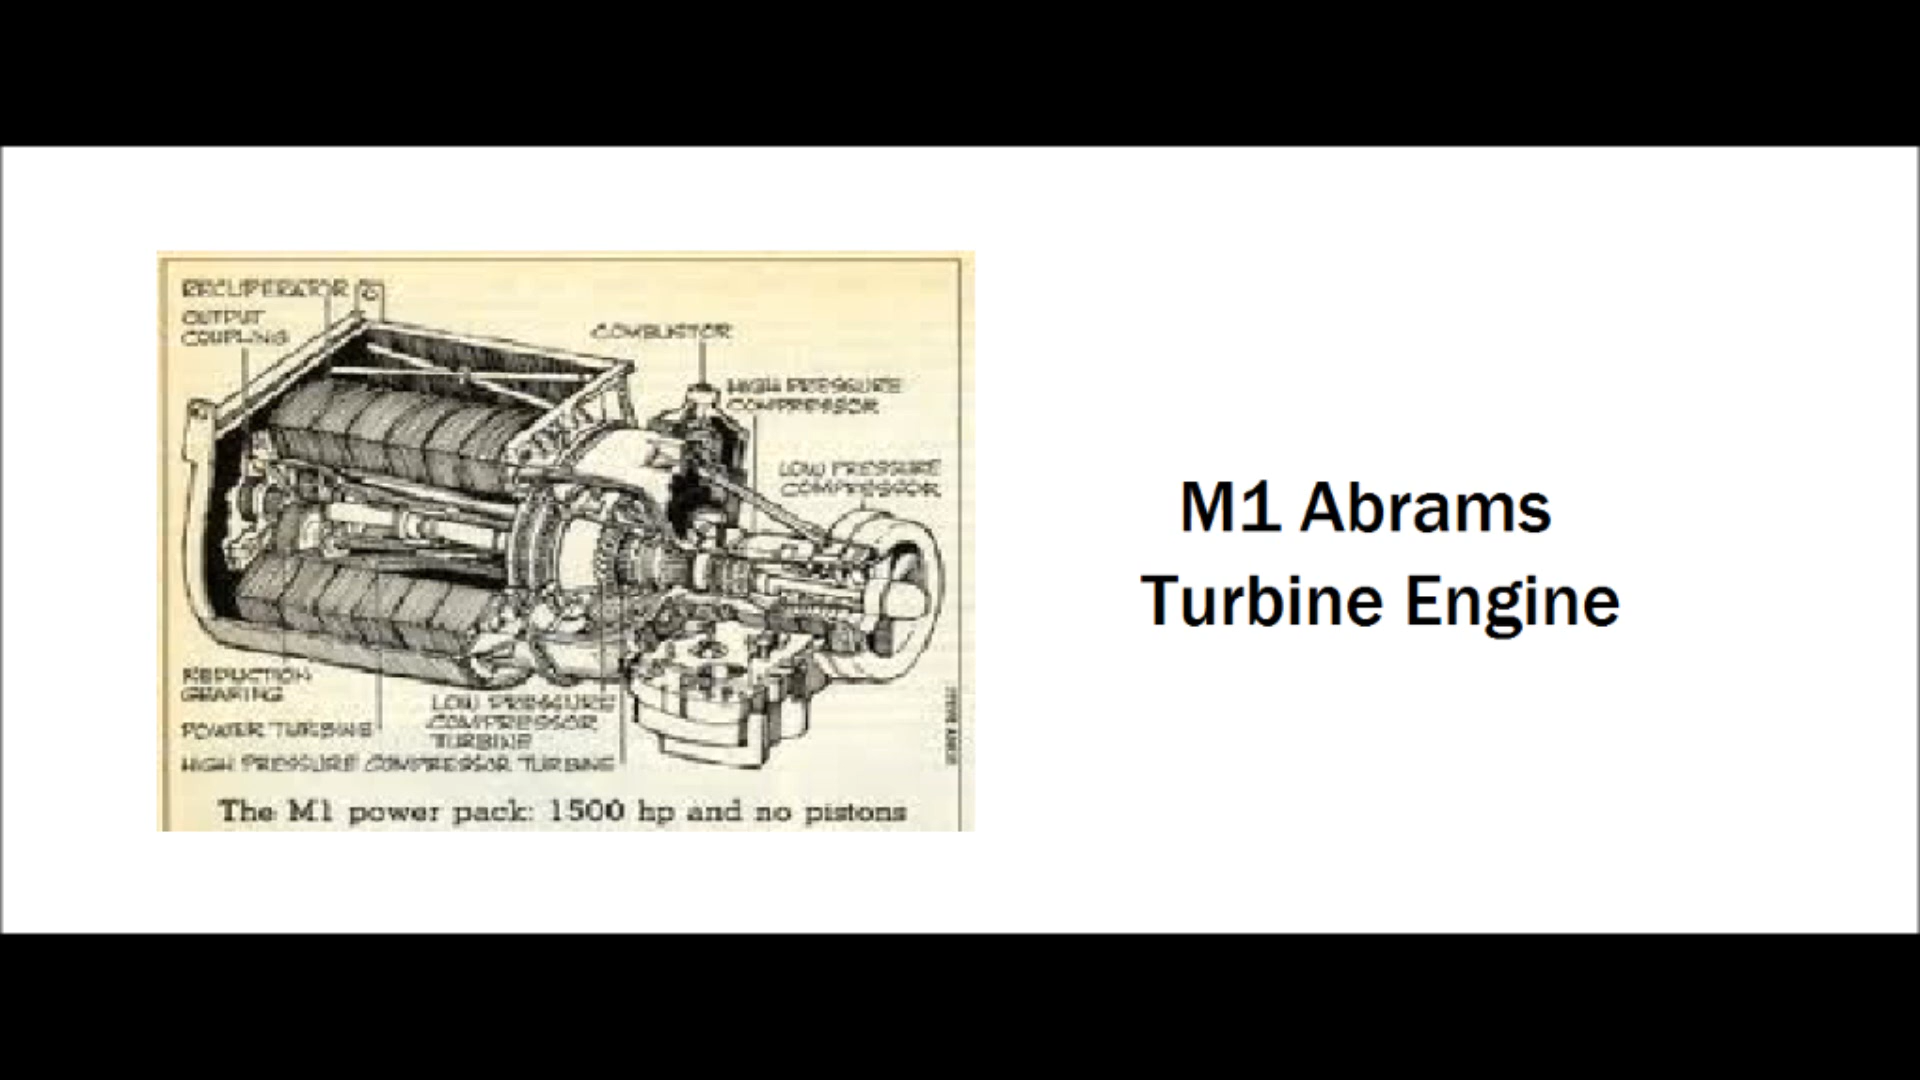 RECUPERATOR
OUTPUT
COUPLING
COMBUSTOR
HIGH PRESSURE
COMPRESSOR
LOW PRESSURE
COMPRESSOR
REDUCTION
GEARING
POWER TURBINE
LOW PRESSURE
COMPRESSOR
TURBINE
HIGH PRESSURE COMPRESSOR TURBINE
The M1 power pack: 1500 hp and no pistons
M1 Abrams
Turbine Engine